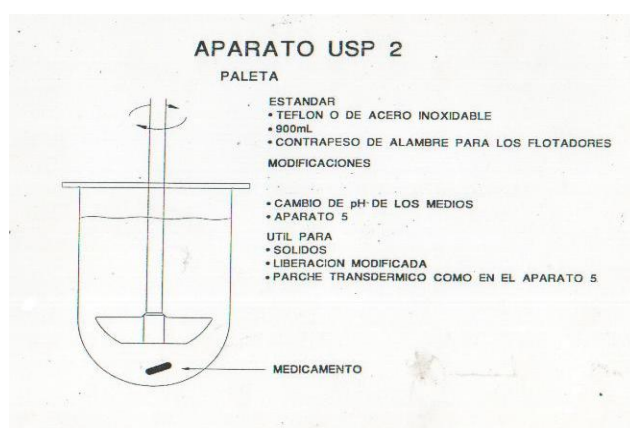 APARATO USP 2
PALETA
ESTANDAR
• TEFLON O DE ACERO INOXIDABLE
• 900mL
• CONTRAPESO DE ALAMBRE PARA LOS FLOTADORES
MODIFICACIONES
• CAMBIO DE pH DE LOS MEDIOS
• APARATO 5
UTIL PARA
• SOLIDOS
• LIBERACION MODIFICADA
• PARCHE TRANSDERMICO COMO EN EL APARATO 5
MEDICAMENTO